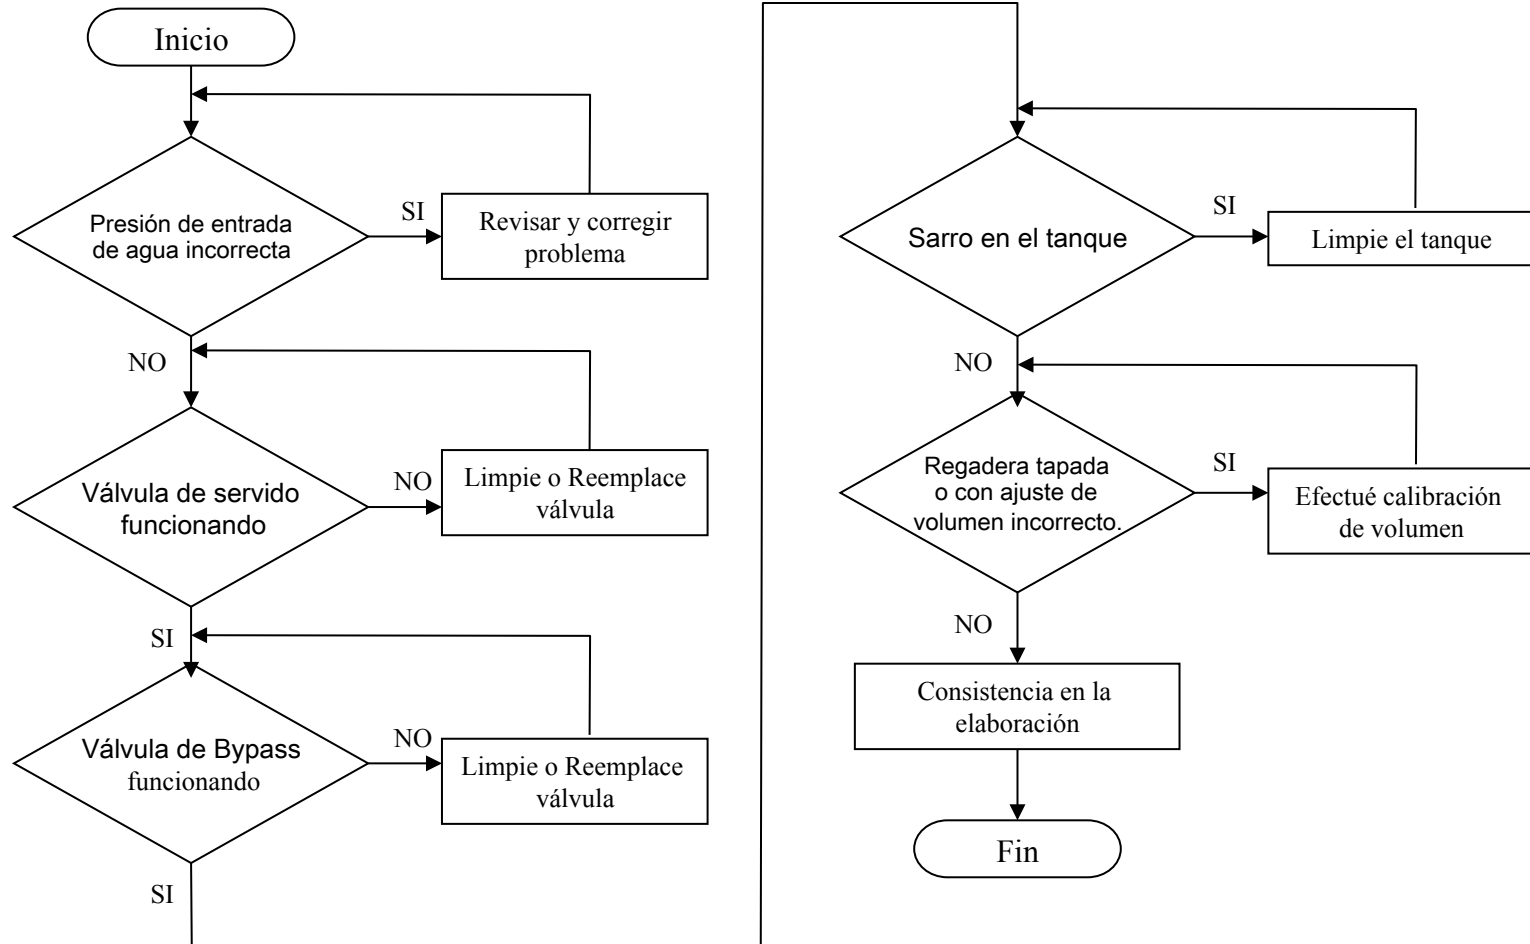 Inicio
Presión de entrada
de agua incorrecta
SI
Revisar y corregir
problema
NO
Válvula de servido
funcionando
NO
Limpie o Reemplace
válvula
SI
Válvula de Bypass
funcionando
NO
Limpie o Reemplace
válvula
SI
Sarro en el tanque
SI
Limpie el tanque
NO
Regadera tapada
o con ajuste de
volumen incorrecto.
SI
Efectué calibración
de volumen
NO
Consistencia en la
elaboración
Fin